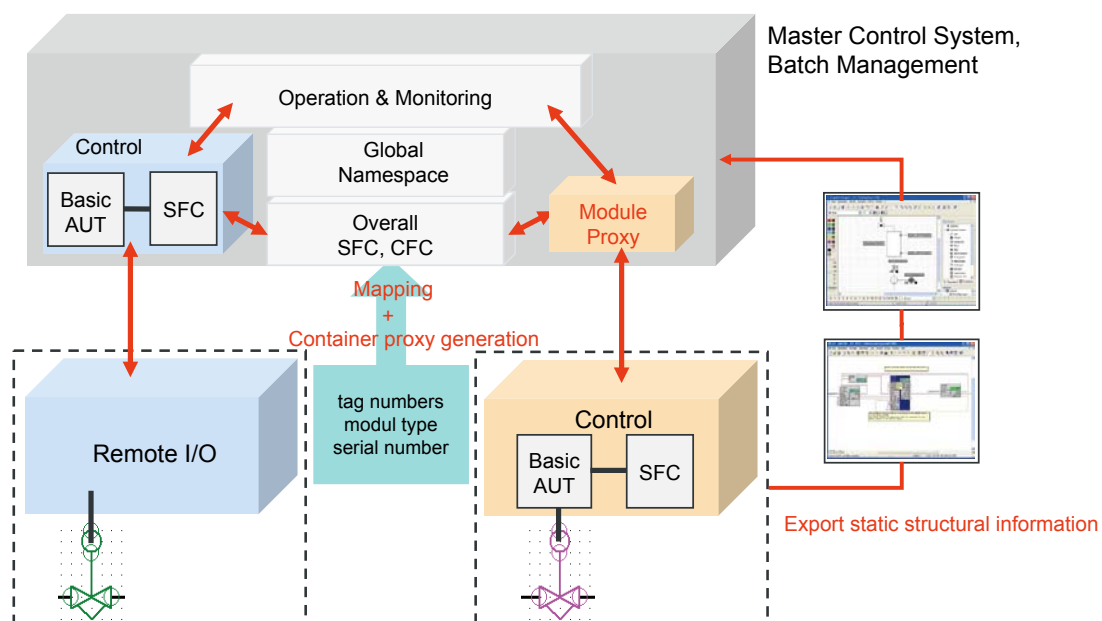 Master Control System,
Batch Management
Operation & Monitoring
Control
Basic
AUT
SFC
Global
Namespace
Overall
SFC, CFC
Module
Proxy
Mapping
+
Container proxy generation
tag numbers
modul type
serial number
Remote I/O
Control
Basic
AUT
SFC
Export static structural information